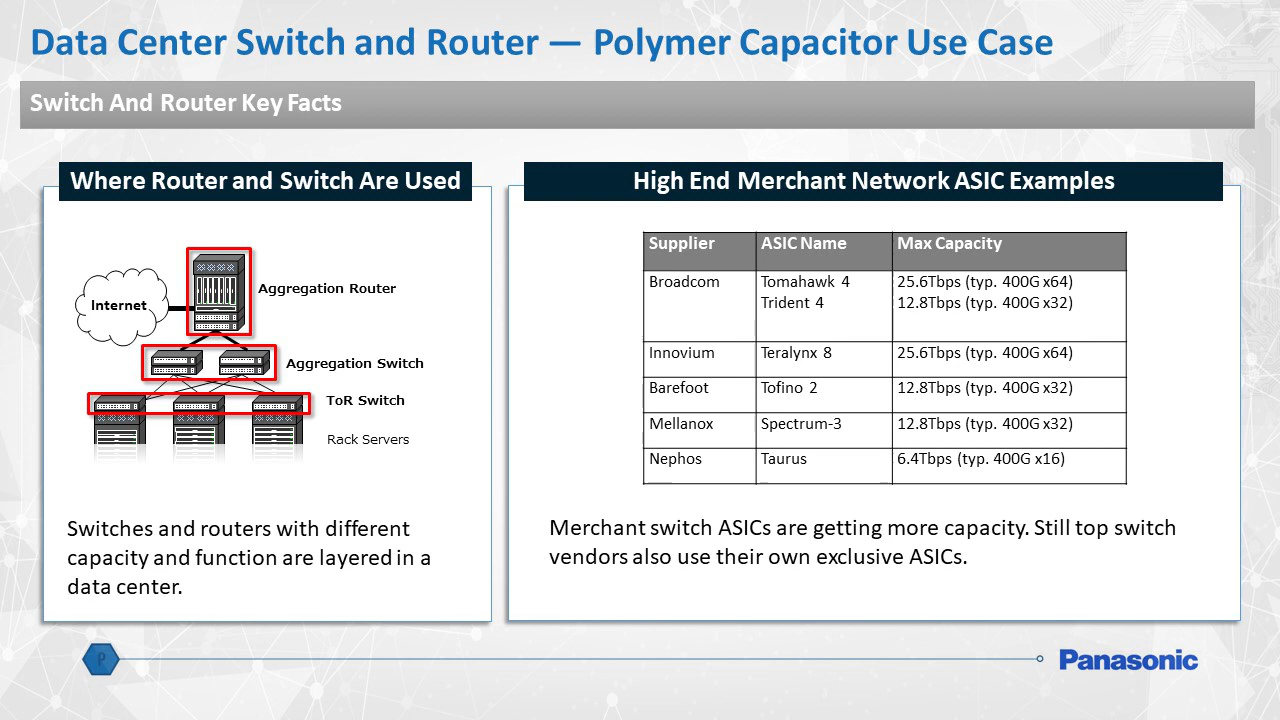 Data Center Switch and Router — Polymer Capacitor Use Case
Switch And Router Key Facts
Where Router and Switch Are Used
Internet
Aggregation Router
Aggregation Switch
ToR Switch
Rack Servers
Switches and routers with different
capacity and function are layered in a
data center.
High End Merchant Network ASIC Examples
Supplier ASIC Name Max Capacity
Broadcom Tomahawk 4 25.6Tbps (typ. 400G x64)
Trident 4 12.8Tbps (typ. 400G x32)
Innovium Teralynx 8 25.6Tbps (typ. 400G x64)
Barefoot Tofino 2 12.8Tbps (typ. 400G x32)
Mellanox Spectrum-3 12.8Tbps (typ. 400G x32)
Nephos Taurus 6.4Tbps (typ. 400G x16)
Merchant switch ASICs are getting more capacity. Still top switch
vendors also use their own exclusive ASICs.
P
Panasonic